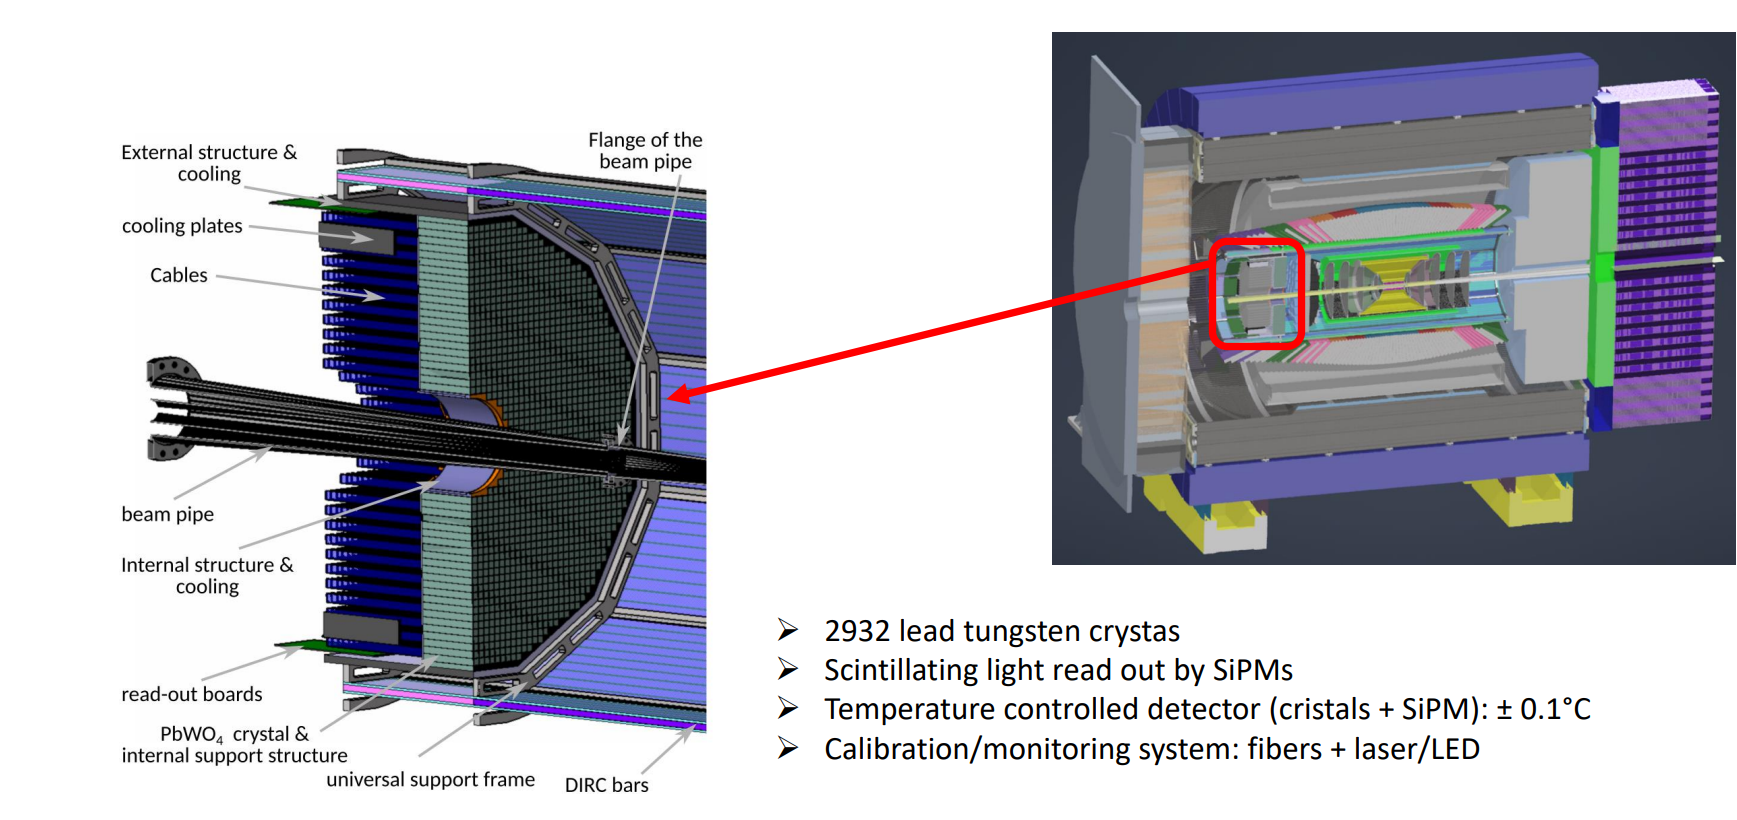 Flange of the
beam pipe
External structure &
cooling
cooling plates
Cables
beam pipe
Internal structure &
cooling
read-out boards
PbWO₄ crystal &
internal support structure
universal support frame
DIRC bars
➢ 2932 lead tungsten crystas
➢ Scintillating light read out by SiPMs
➢ Temperature controlled detector (cristals + SiPM): ± 0.1°C
➢ Calibration/monitoring system: fibers + laser/LED